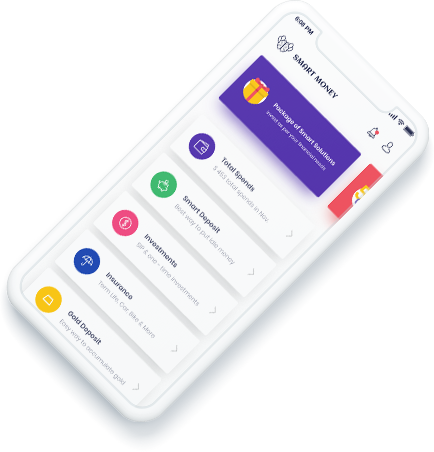 6:08 PM
SMART MONEY
Package of Smart Solutions
Invest as per your financial needs
Total Spends
$ 465 total spends in Nov
Smart Deposit
Best way to put idle money
Investments
SIP & one - time investments
Insurance
Term Life, Car, Bike & More
Gold Deposit
Easy way to accumulate gold